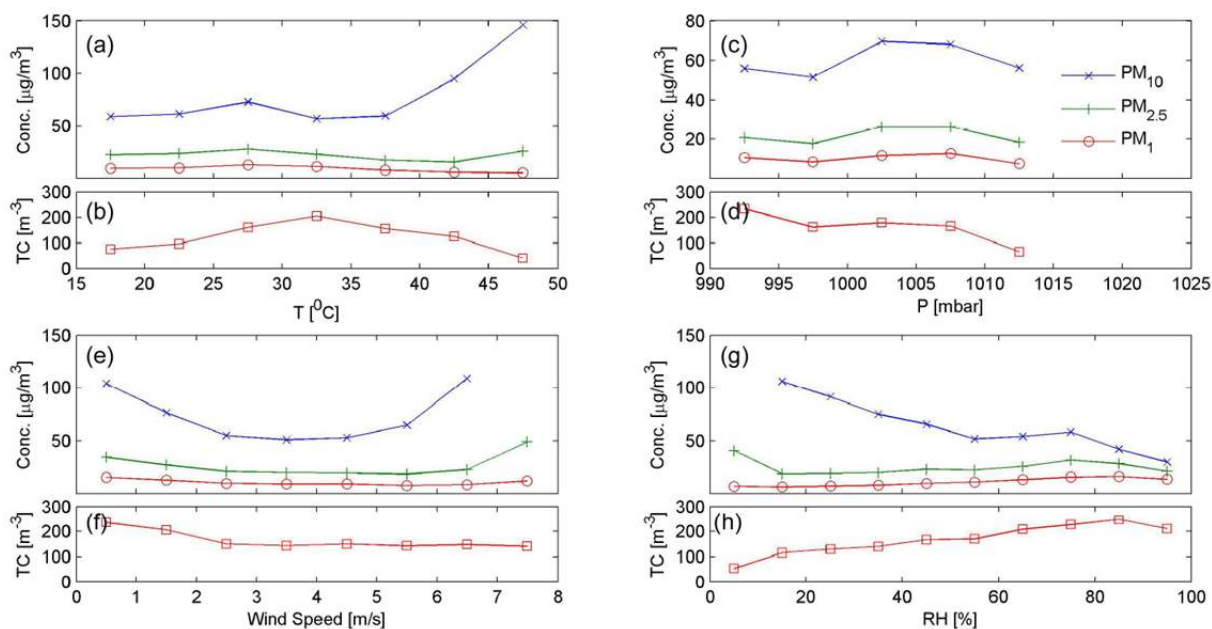 (a)
Conc. [µg/m³]
150
100
50
(b)
TC [m⁻³]
300
200
100
0
15 20 25 30 35 40 45 50
T [⁰C]
(c)
Conc. [µg/m³]
80
60
40
20
PM₁₀
PM₂.₅
PM₁
(d)
TC [m⁻³]
300
200
100
0
990 995 1000 1005 1010 1015 1020 1025
P [mbar]
(e)
Conc. [µg/m³]
150
100
50
(f)
TC [m⁻³]
300
200
100
0
0 1 2 3 4 5 6 7 8
Wind Speed [m/s]
(g)
Conc. [µg/m³]
150
100
50
(h)
TC [m⁻³]
300
200
100
0
0 20 40 60 80 100
RH [%]